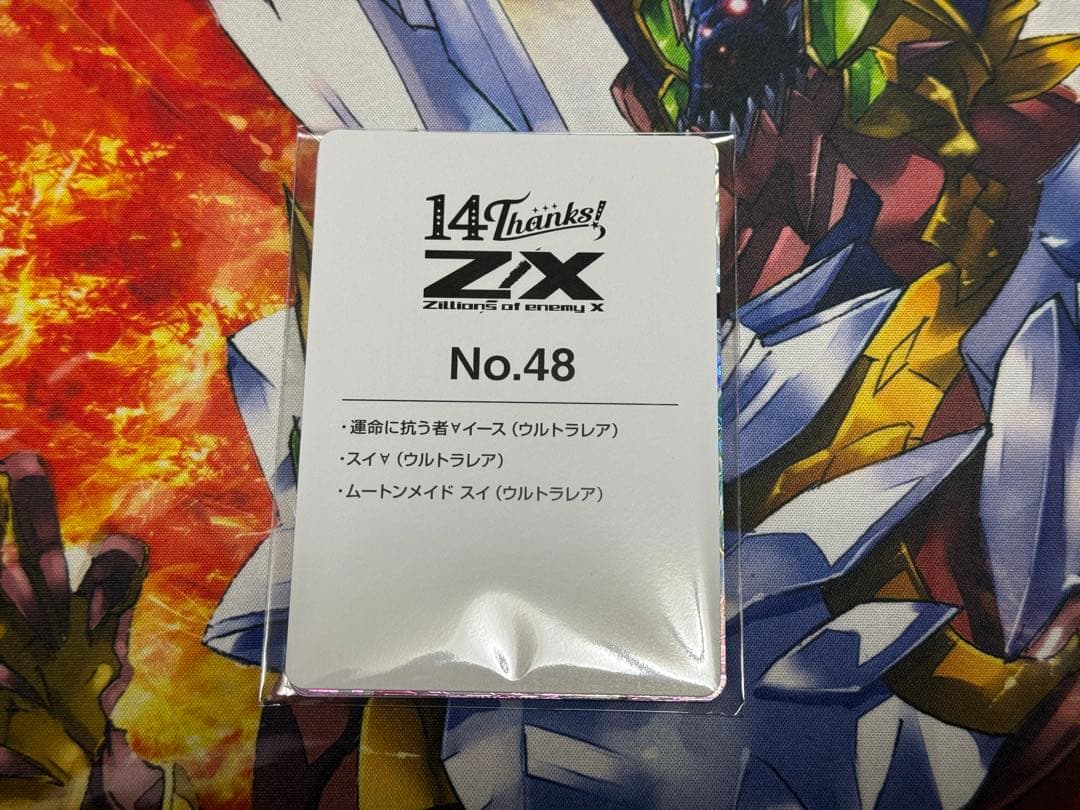 14 Thanks!
Z/X
Zillions of enemy X
No.48
・運命に抗う者∀イース（ウルトラレア）
・スイ∀（ウルトラレア）
・ムートンメイド スイ（ウルトラレア）